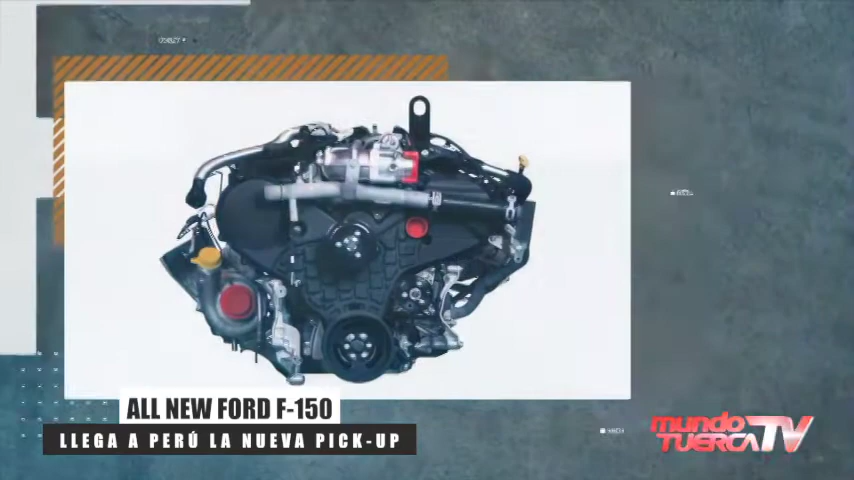 ALL NEW FORD F-150
LLEGA A PERÚ LA NUEVA PICK-UP
mundo
TUERCA TV